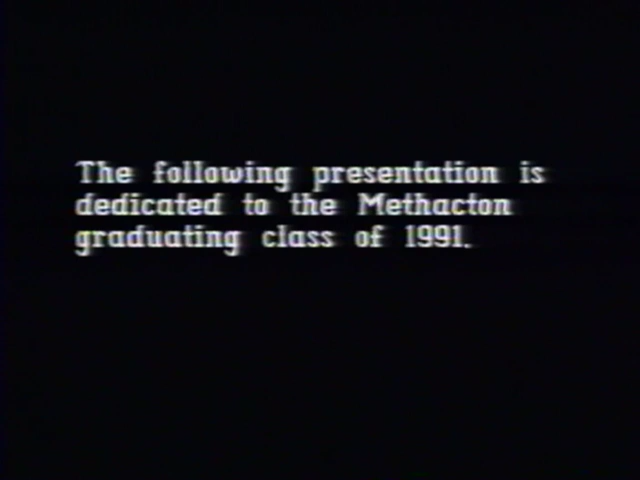 The following presentation is
dedicated to the Methacton
graduating class of 1991.